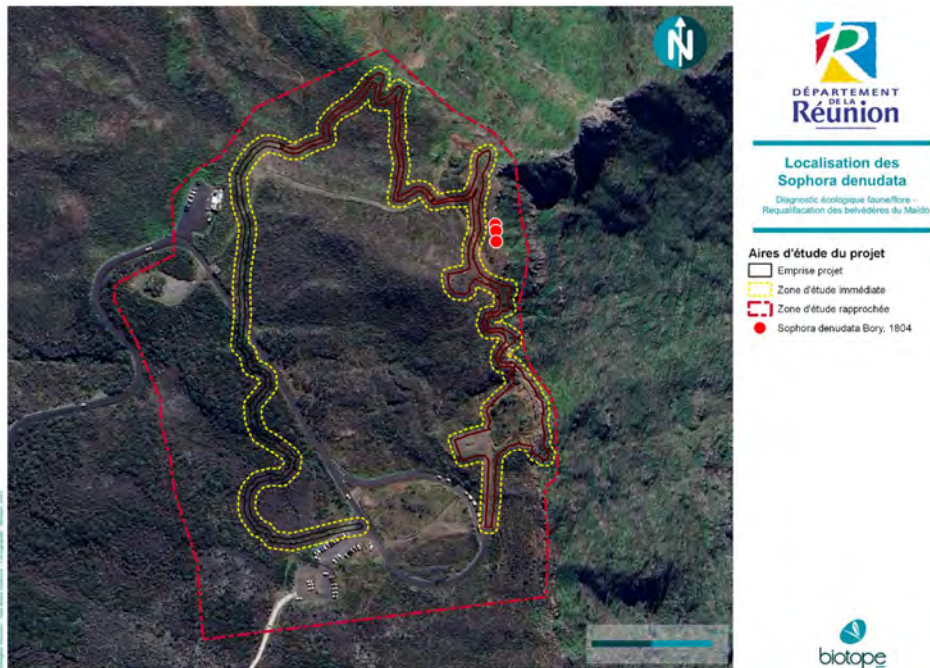 N
DÉPARTEMENT
DE LA
Réunion
Localisation des
Sophora denudata
Diagnostic écologique faune/flore -
Requalifacation des belvédères du Maïdo
Aires d'étude du projet
Emprise projet
Zone d'étude immédiate
Zone d'étude rapprochée
Sophora denudata Bory, 1804
biotope